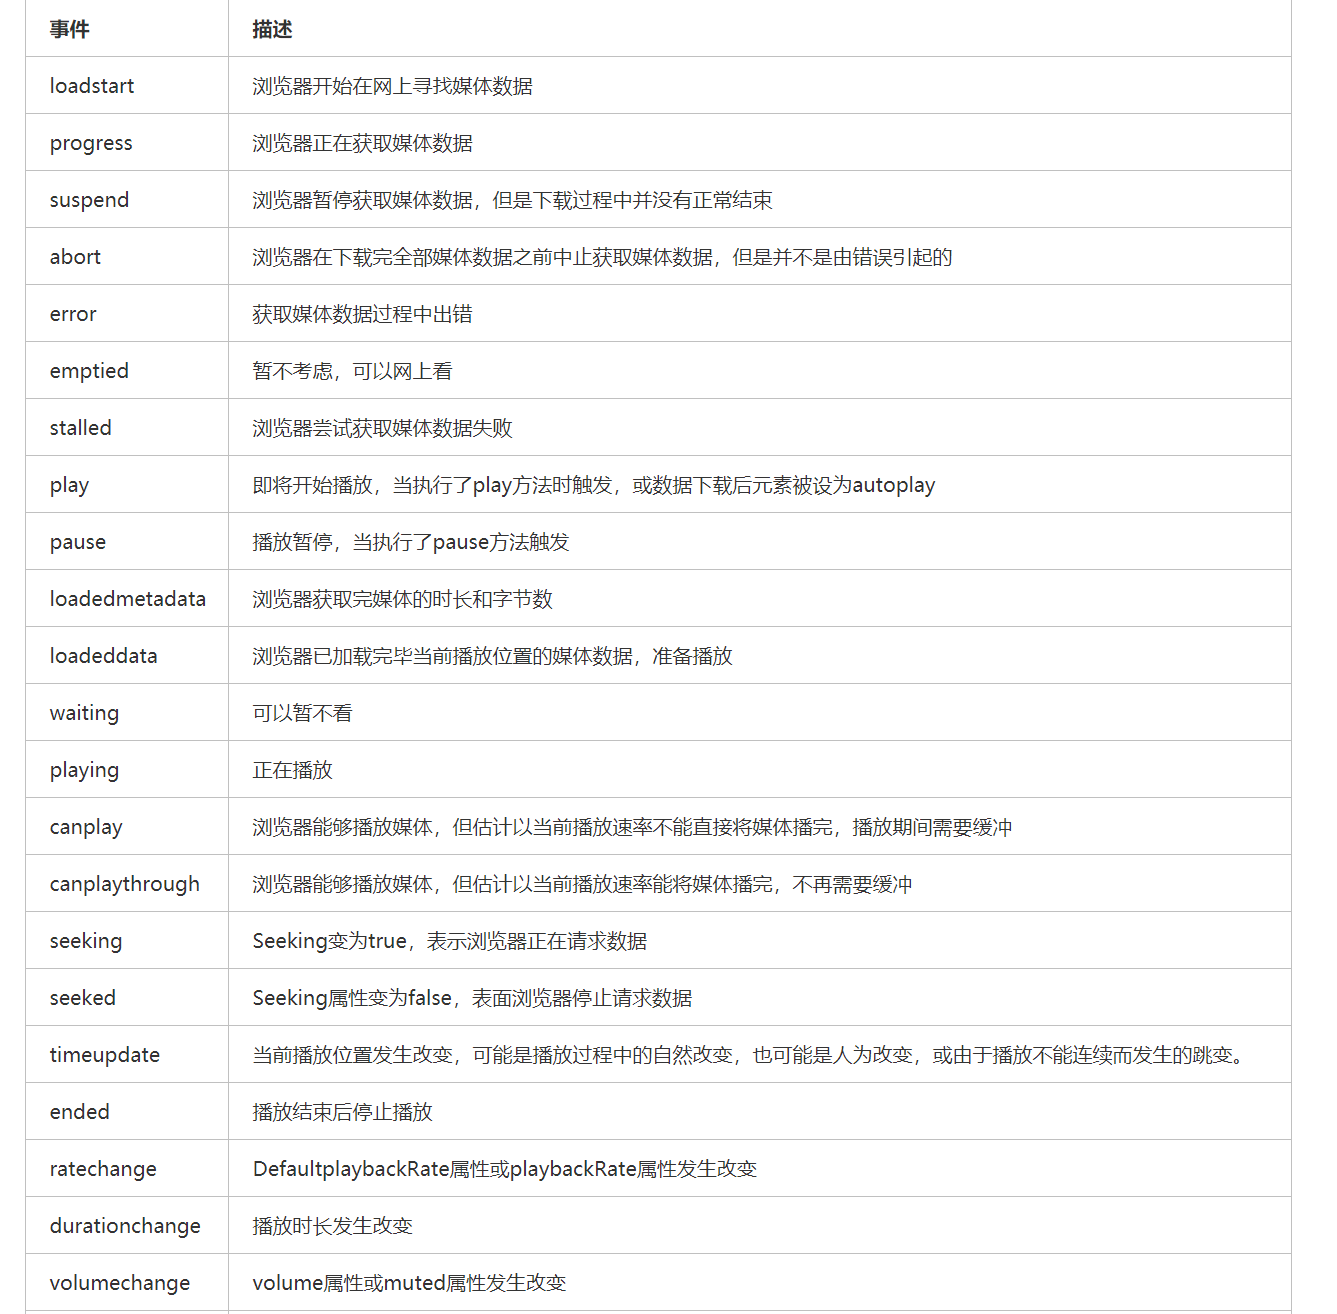 事件 描述
loadstart 浏览器开始在网上寻找媒体数据
progress 浏览器正在获取媒体数据
suspend 浏览器暂停获取媒体数据，但是下载过程中并没有正常结束
abort 浏览器在下载完全部媒体数据之前中止获取媒体数据，但是并不是由错误引起的
error 获取媒体数据过程中出错
emptied 暂不考虑，可以网上看
stalled 浏览器尝试获取媒体数据失败
play 即将开始播放，当执行了play方法时触发，或数据下载后元素被设为autoplay
pause 播放暂停，当执行了pause方法触发
loadedmetadata 浏览器获取完媒体的时长和字节数
loadeddata 浏览器已加载完毕当前播放位置的媒体数据，准备播放
waiting 可以暂不看
playing 正在播放
canplay 浏览器能够播放媒体，但估计以当前播放速率不能直接将媒体播完，播放期间需要缓冲
canplaythrough 浏览器能够播放媒体，但估计以当前播放速率能将媒体播完，不再需要缓冲
seeking Seeking变为true，表示浏览器正在请求数据
seeked Seeking属性变为false，表面浏览器停止请求数据
timeupdate 当前播放位置发生改变，可能是播放过程中的自然改变，也可能是人为改变，或由于播放不能连续而发生的跳变。
ended 播放结束后停止播放
ratechange DefaultplaybackRate属性或playbackRate属性发生改变
durationchange 播放时长发生改变
volumechange volume属性或muted属性发生改变